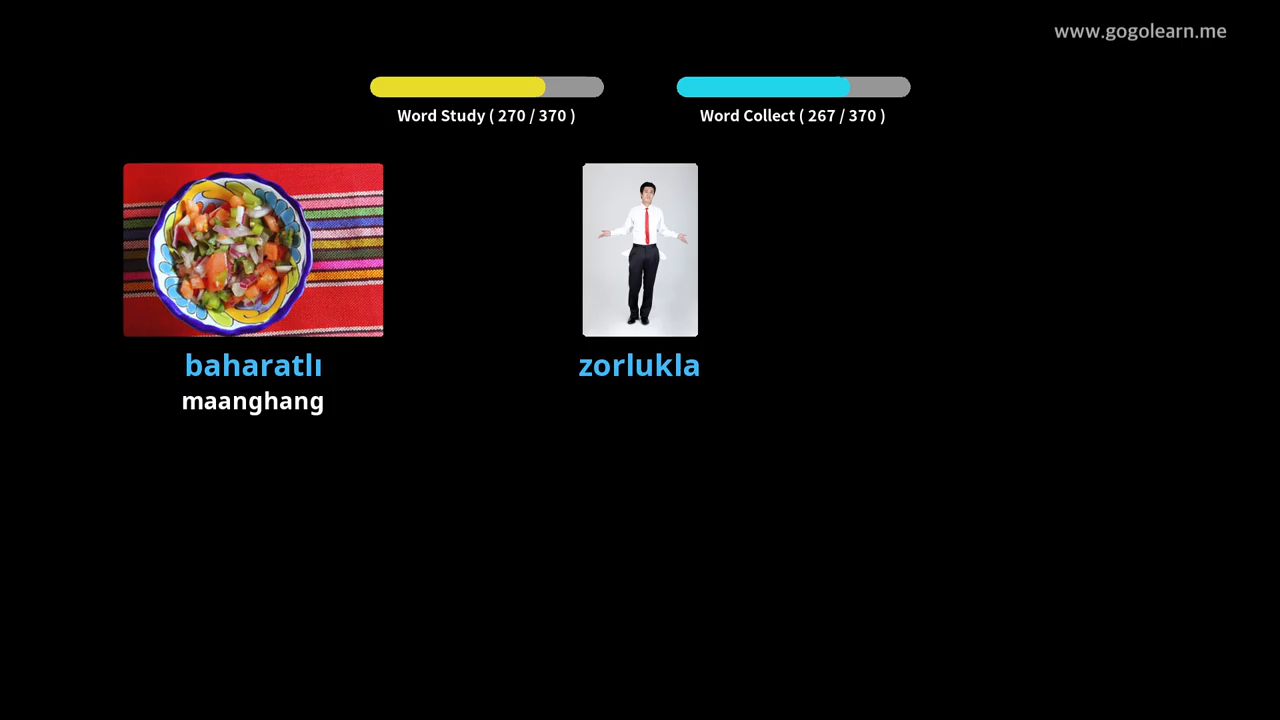 www.gogolearn.me
Word Study ( 270 / 370 )
Word Collect ( 267 / 370 )
baharatlı
maanghang
zorlukla